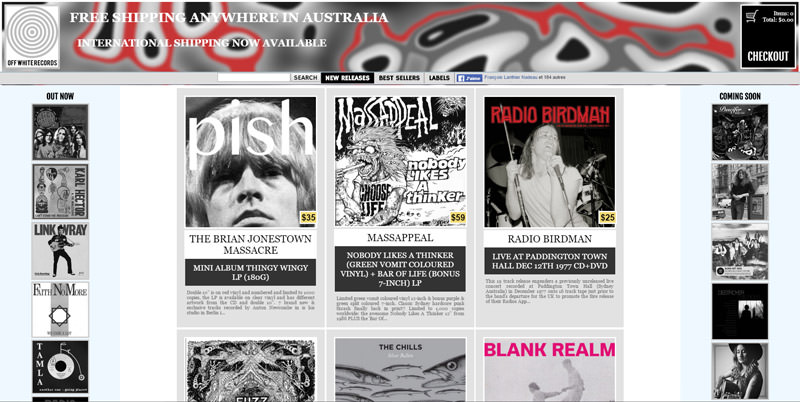 FREE SHIPPING ANYWHERE IN AUSTRALIA
INTERNATIONAL SHIPPING NOW AVAILABLE
OFF WHITE RECORDS
Items: 0
Total: $0.00
CHECKOUT
SEARCH
NEW RELEASES
BEST SELLERS
LABELS
J'aime
François Lanthier Nadeau et 184 autres
OUT NOW
KARL HECTOR
LINK WRAY
FAITH NO MORE
TAMLA
pish
$35
THE BRIAN JONESTOWN
MASSACRE
MINI ALBUM THINGY WINGY
LP (180G)
Double 10" is on red vinyl and numbered and limited to 1000
copies, the LP is available on clear vinyl and has different
artwork from the CD and double 10". 7 brand new &
exclusive tracks recorded by Anton Newcombe in his
studio in Berlin i...
MASSAPPEAL
nobody
LIKES
A
thinker
CHOOSE
LIFE
$59
MASSAPPEAL
NOBODY LIKES A THINKER
(GREEN VOMIT COLOURED
VINYL) + BAR OF LIFE (BONUS
7-INCH) LP
Limited green vomit coloured vinyl 12-inch & bonus purple &
green split coloured 7-inch. Classic Sydney hardcore punk
thrash finally back in print!! Limited to 1,000 copies
worldwide, the awesome Nobody Likes A Thinker 12" from
1986 PLUS the 'Bar Of...
RADIO BIRDMAN
$25
RADIO BIRDMAN
LIVE AT PADDINGTON TOWN
HALL DEC 12TH 1977 CD+DVD
This 19 track release engenders a previously unreleased live
concert recorded at Paddington Town Hall (Sydney
Australia) in December 1977 onto 16 track tape just prior to
the band's departure for the UK to promote the fire release
of their Radios App...
FUZZ
THE CHILLS
Silver Bullets
BLANK REALM
COMING SOON